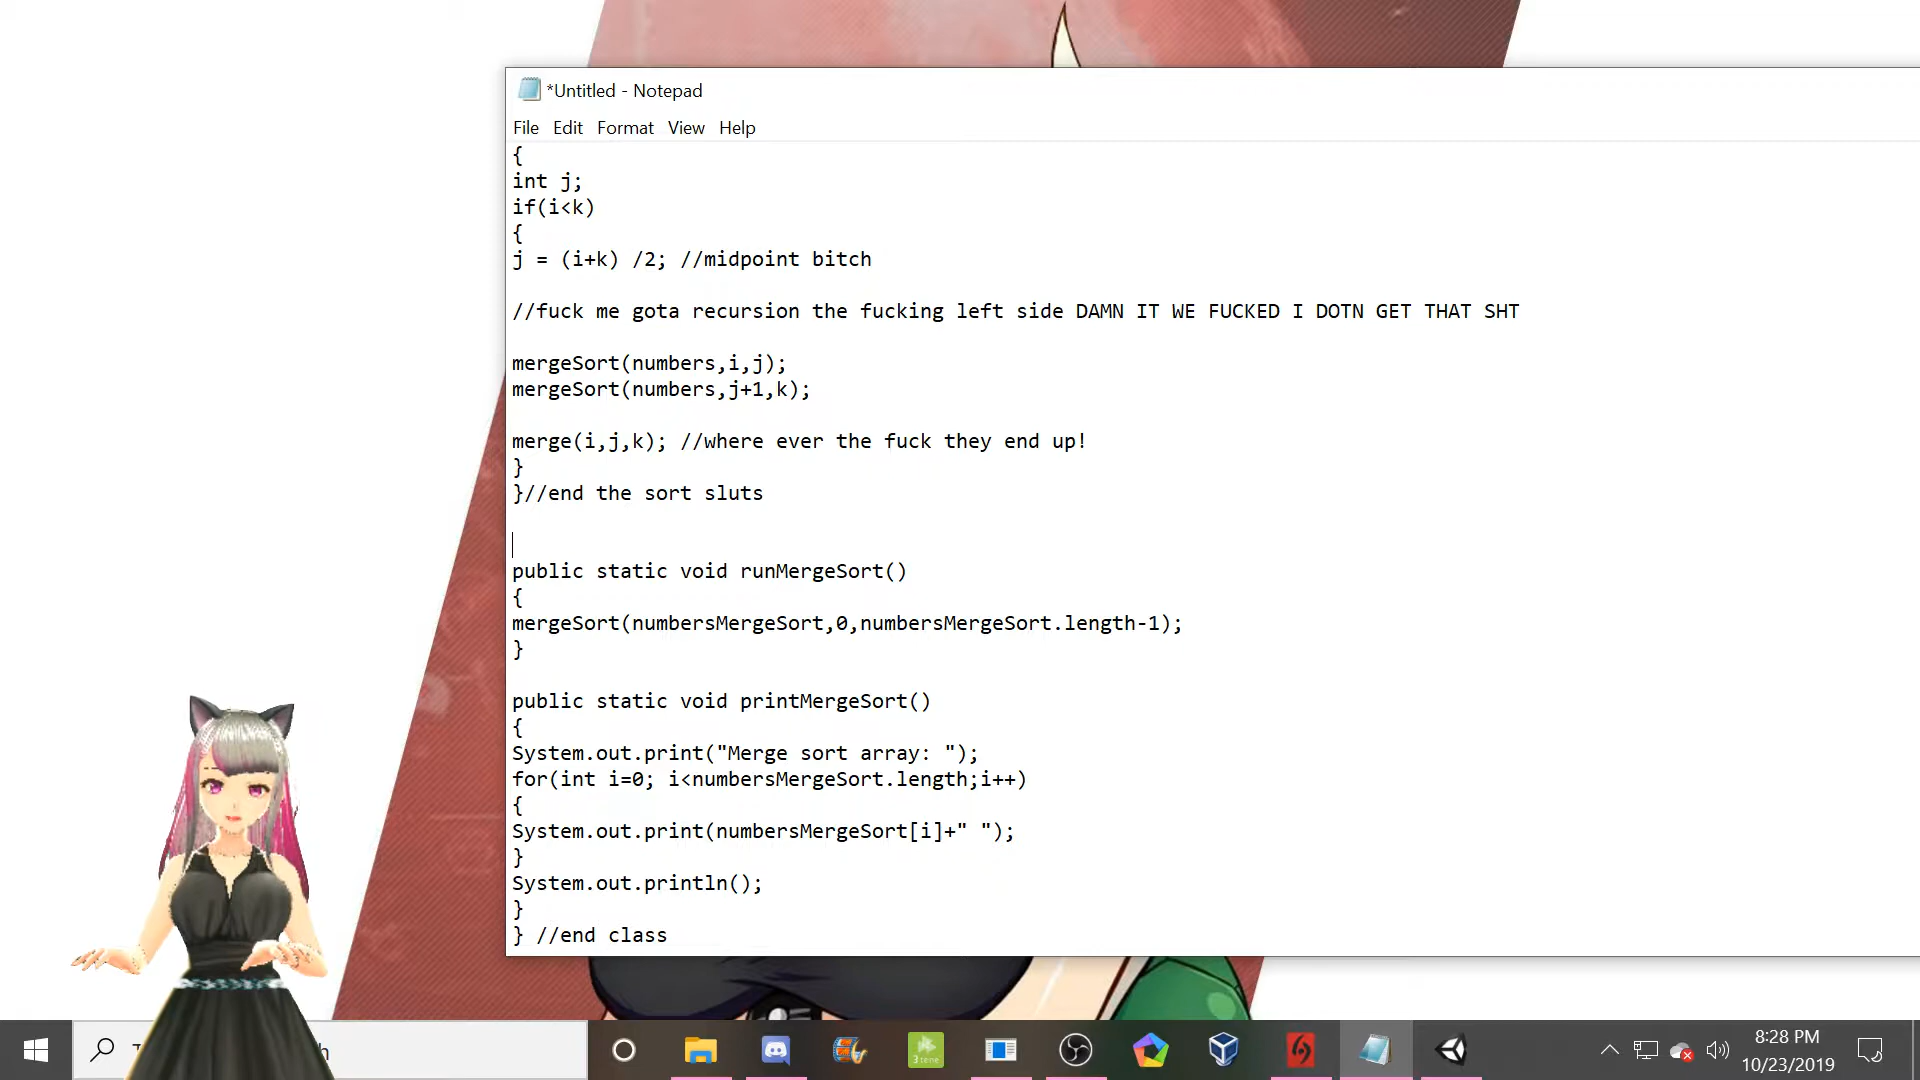 *Untitled - Notepad
File Edit Format View Help
{
int j;
if(i<k)
{
j = (i+k) /2; //midpoint bitch
//fuck me gota recursion the fucking left side DAMN IT WE FUCKED I DOTN GET THAT SHT
mergeSort(numbers,i,j);
mergeSort(numbers,j+1,k);
merge(i,j,k); //where ever the fuck they end up!
}
}//end the sort sluts
public static void runMergeSort()
{
mergeSort(numbersMergeSort,0,numbersMergeSort.length-1);
}
public static void printMergeSort()
{
System.out.print("Merge sort array: ");
for(int i=0; i<numbersMergeSort.length;i++)
{
System.out.print(numbersMergeSort[i]+" ");
}
System.out.println();
}
} //end class
3tene
8:28 PM
10/23/2019